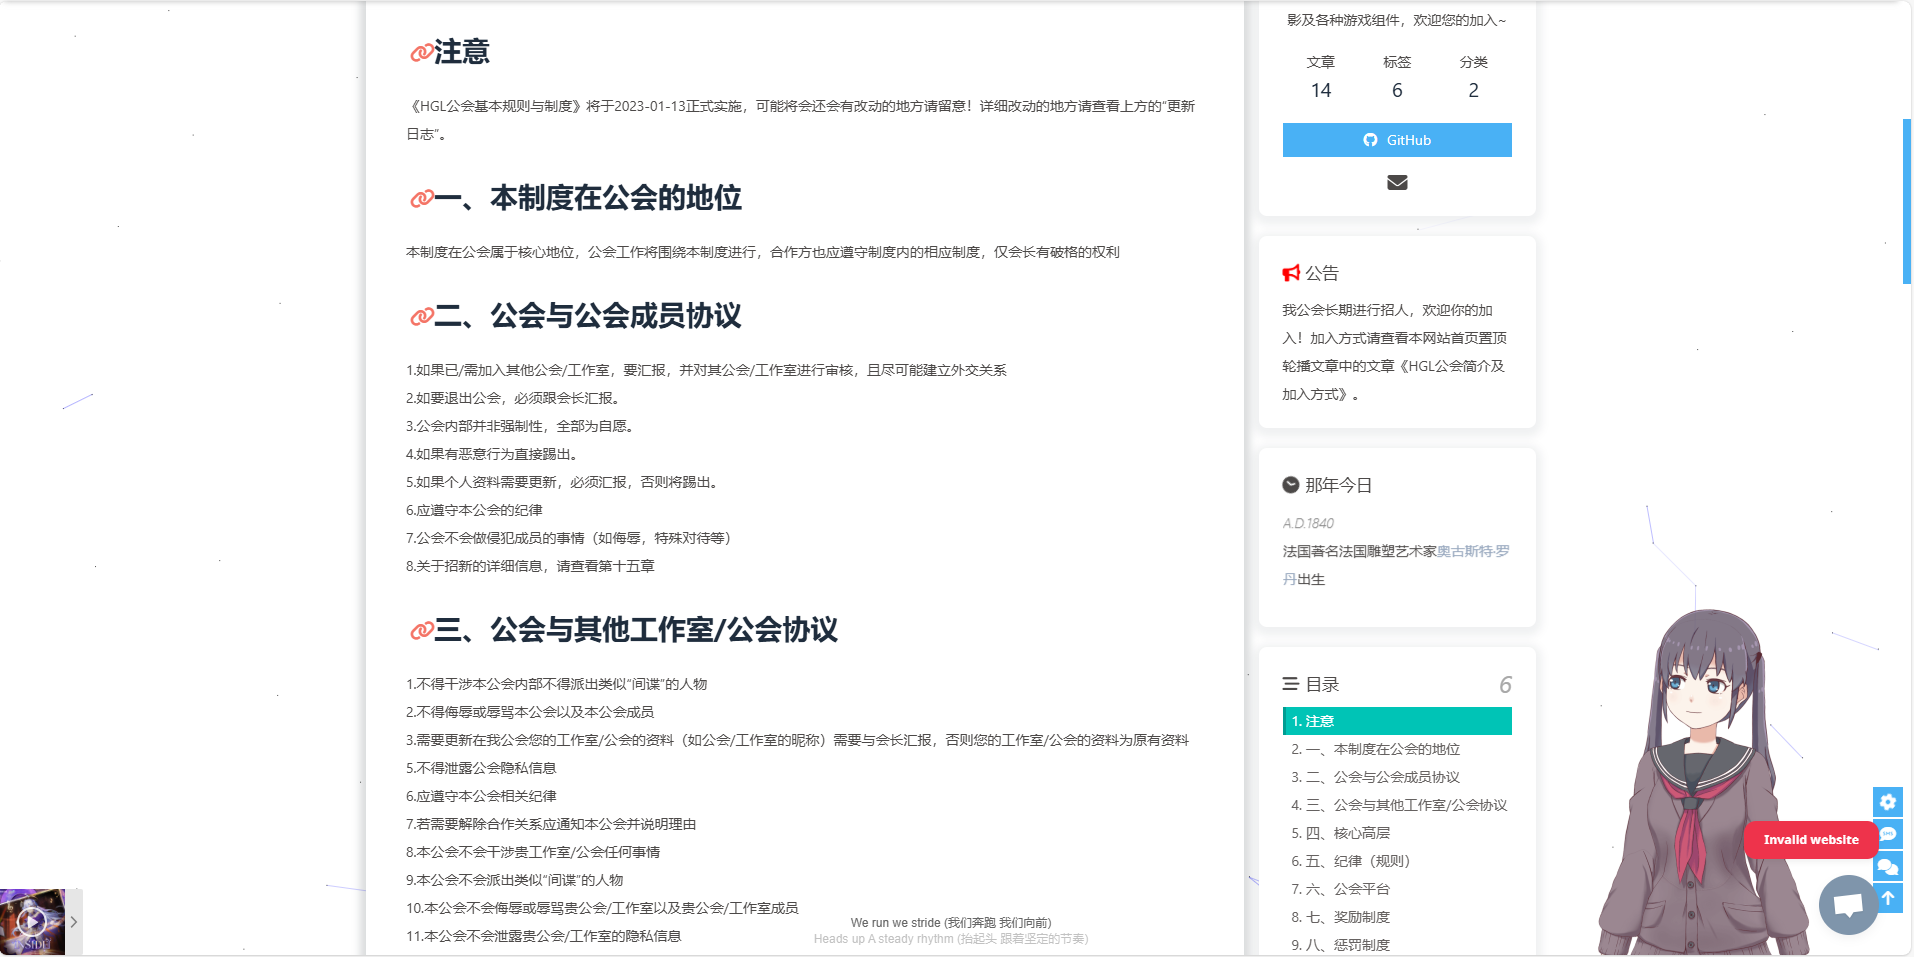 注意
《HGL公会基本规则与制度》将于2023-01-13正式实施，可能将会还会有改动的地方请留意！详细改动的地方请查看上方的“更新
日志”。
一、本制度在公会的地位
本制度在公会属于核心地位，公会工作将围绕本制度进行，合作方也应遵守制度内的相应制度，仅会长有破格的权利
二、公会与公会成员协议
1.如果已/需加入其他公会/工作室，要汇报，并对其公会/工作室进行审核，且尽可能建立外交关系
2.如要退出公会，必须跟会长汇报。
3.公会内部并非强制性，全部为自愿。
4.如果有恶意行为直接踢出。
5.如果个人资料需要更新，必须汇报，否则将踢出。
6.应遵守本公会的纪律
7.公会不会做侵犯成员的事情（如侮辱，特殊对待等）
8.关于招新的详细信息，请查看第十五章
三、公会与其他工作室/公会协议
1.不得干涉本公会内部不得派出类似“间谍”的人物
2.不得侮辱或辱骂本公会以及本公会成员
3.需要更新在我公会您的工作室/公会的资料（如公会/工作室的昵称）需要与会长汇报，否则您的工作室/公会的资料为原有资料
5.不得泄露公会隐私信息
6.应遵守本公会相关纪律
7.若需要解除合作关系应通知本公会并说明理由
8.本公会不会干涉贵工作室/公会任何事情
9.本公会不会派出类似“间谍”的人物
10.本公会不会侮辱或辱骂贵公会/工作室以及贵公会/工作室成员
11.本公会不会泄露贵公会/工作室的隐私信息
We run we stride (我们奔跑 我们向前)
Heads up A steady rhythm (抬起头 跟着坚定的节奏)
影及各种游戏组件，欢迎您的加入~
文章 标签 分类
14 6 2
GitHub
公告
我公会长期进行招人，欢迎你的加
入！加入方式请查看本网站首页置顶
轮播文章中的文章《HGL公会简介及
加入方式》。
那年今日
A.D.1840
法国著名法国雕塑艺术家奥古斯特·罗
丹出生
目录 6
1. 注意
2. 一、本制度在公会的地位
3. 二、公会与公会成员协议
4. 三、公会与其他工作室/公会协议
5. 四、核心高层
6. 五、纪律（规则）
7. 六、公会平台
8. 七、奖励制度
9. 八、惩罚制度
Invalid website